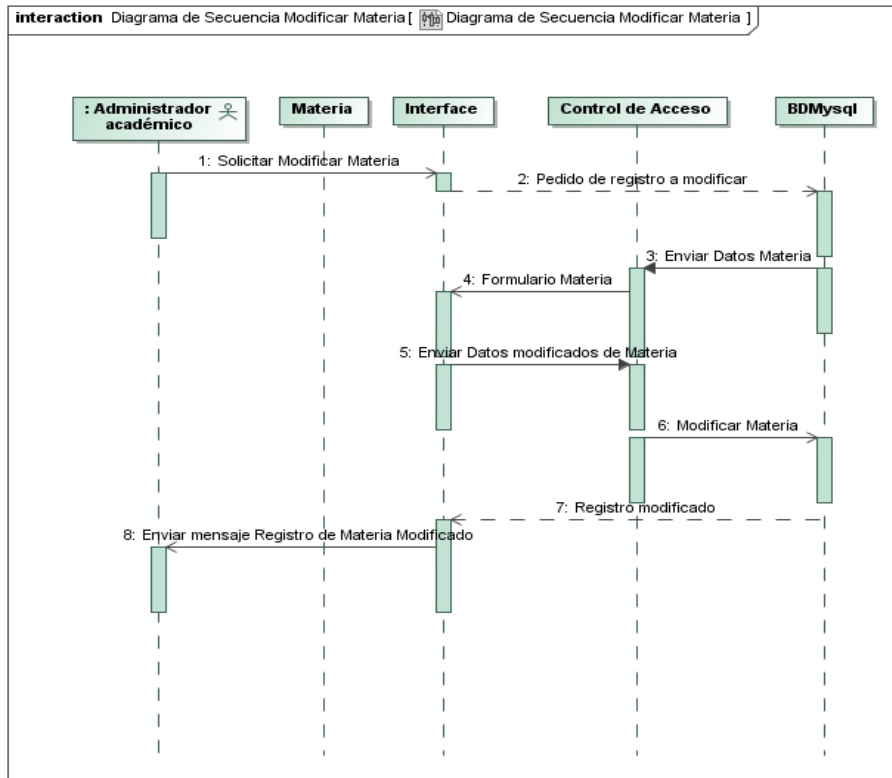 interaction Diagrama de Secuencia Modificar Materia[ Diagrama de Secuencia Modificar Materia ]
: Administrador
académico
Materia
Interface
Control de Acceso
BDMysql
1: Solicitar Modificar Materia
2: Pedido de registro a modificar
3: Enviar Datos Materia
4: Formulario Materia
5: Enviar Datos modificados de Materia
6: Modificar Materia
7: Registro modificado
8: Enviar mensaje Registro de Materia Modificado